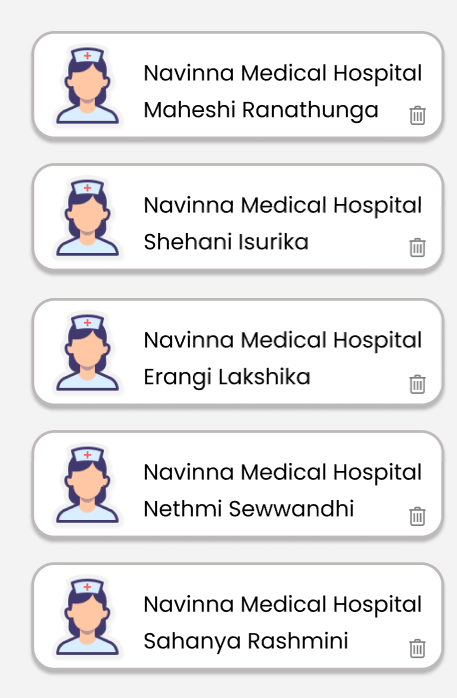 Navinna Medical Hospital
Maheshi Ranathunga
Navinna Medical Hospital
Shehani Isurika
Navinna Medical Hospital
Erangi Lakshika
Navinna Medical Hospital
Nethmi Sewwandhi
Navinna Medical Hospital
Sahanya Rashmini